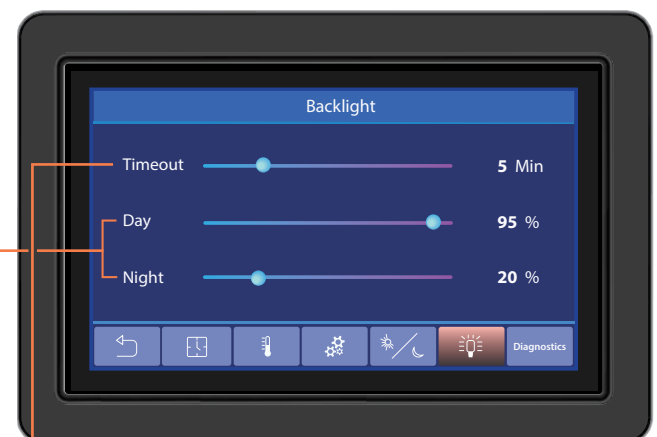 Backlight
Timeout 5 Min
Day 95 %
Night 20 %
Diagnostics